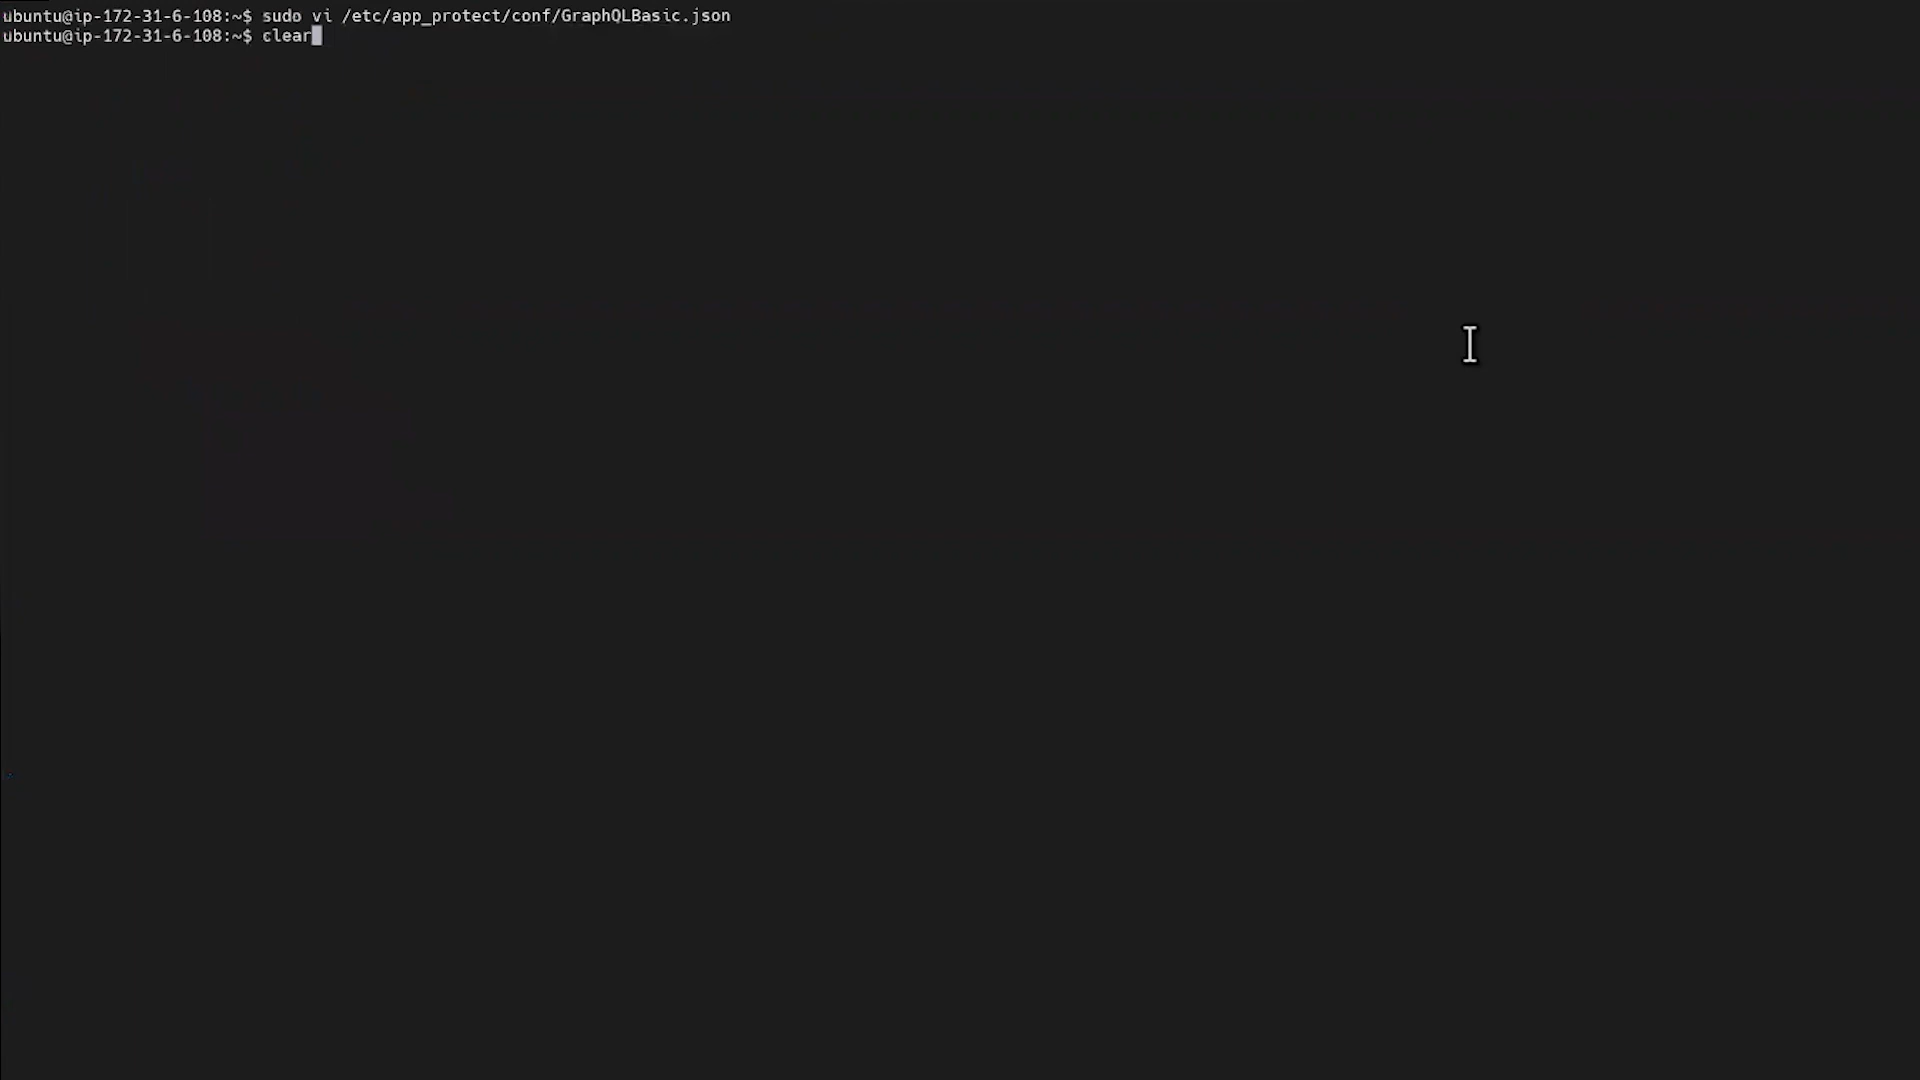 ubuntu@ip-172-31-6-108:~$ sudo vi /etc/app_protect/conf/GraphQLBasic.json
ubuntu@ip-172-31-6-108:~$ clear